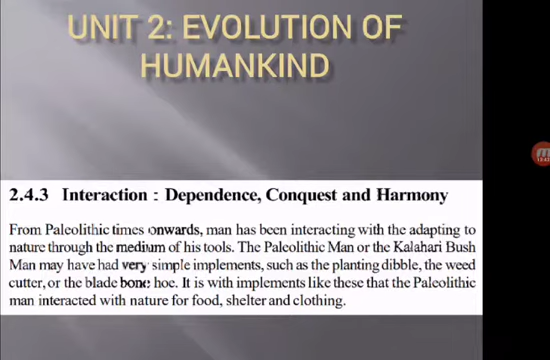 UNIT 2: EVOLUTION OF
HUMANKIND
2.4.3 Interaction : Dependence, Conquest and Harmony
From Paleolithic times onwards, man has been interacting with the adapting to
nature through the medium of his tools. The Paleolithic Man or the Kalahari Bush
Man may have had very simple implements, such as the planting dibble, the weed
cutter, or the blade bone hoe. It is with implements like these that the Paleolithic
man interacted with nature for food, shelter and clothing.